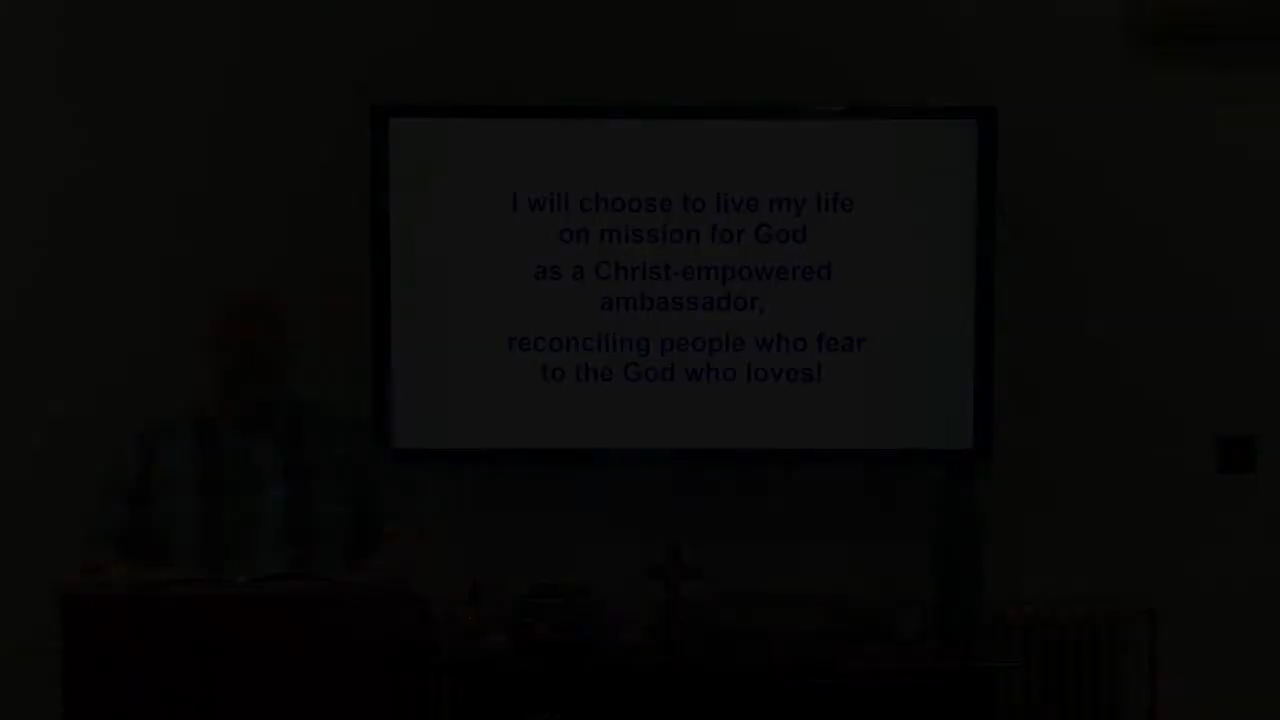 I will choose to live my life
on mission for God
as a Christ-empowered
ambassador,
reconciling people who fear
to the God who loves!